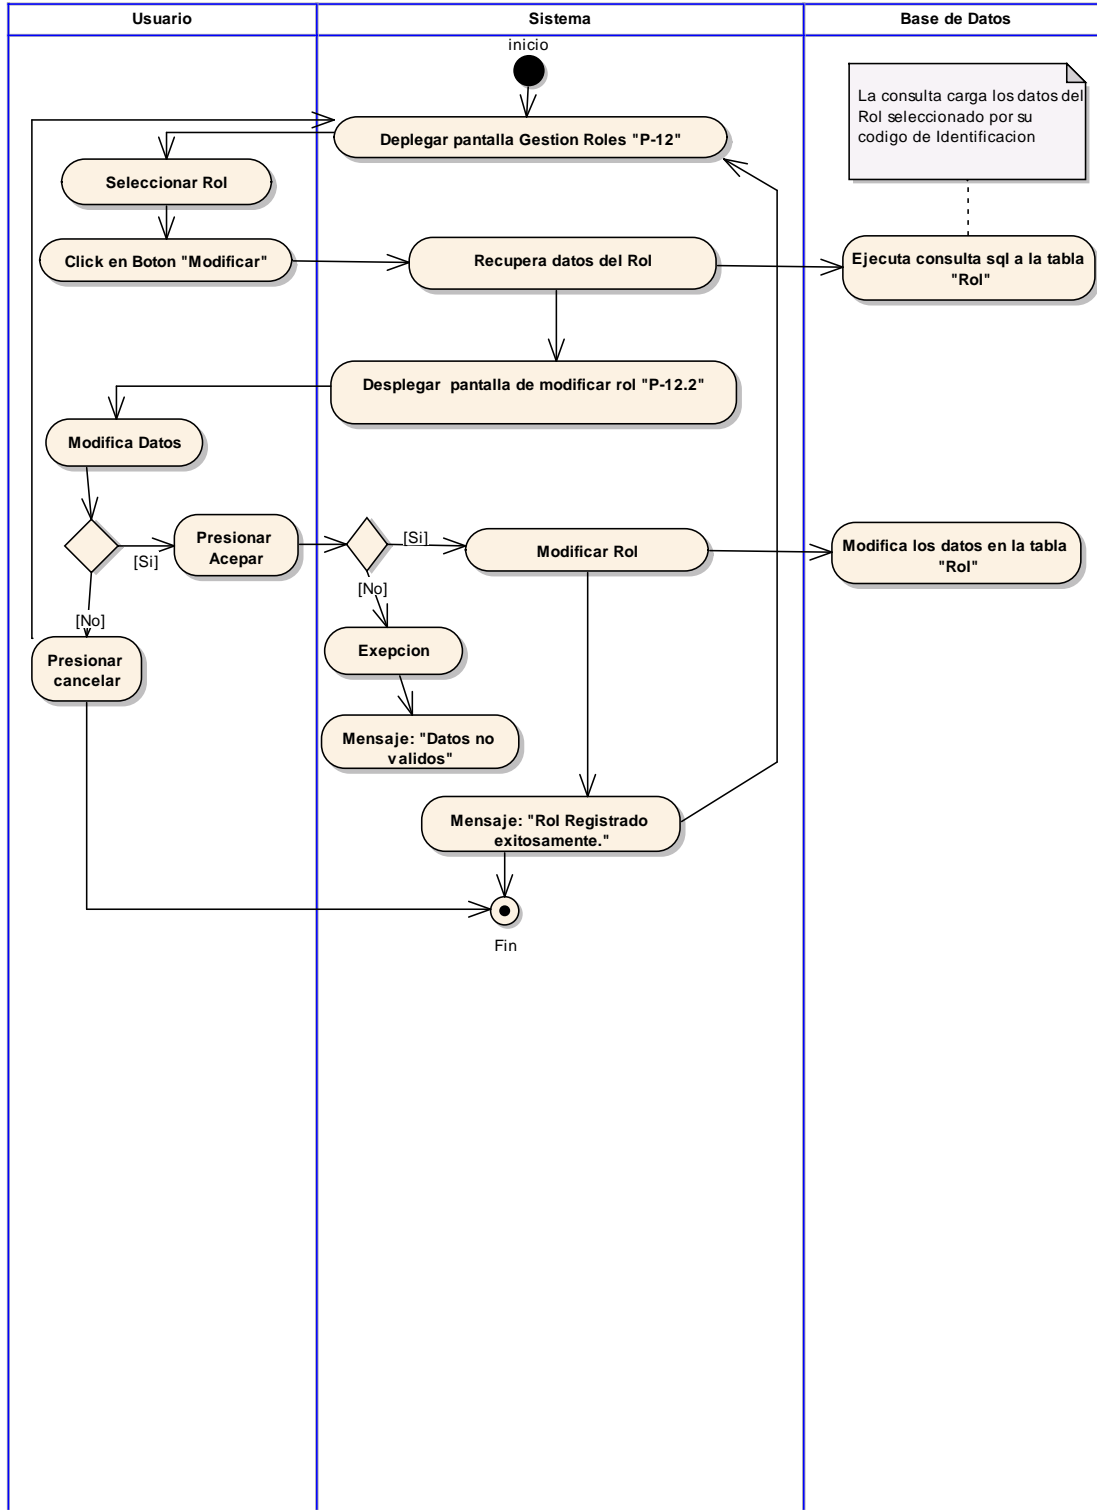 Usuario
Sistema
Base de Datos
inicio
La consulta carga los datos del
Rol seleccionado por su
codigo de Identificacion
Deplegar pantalla Gestion Roles "P-12"
Seleccionar Rol
Click en Boton "Modificar"
Recupera datos del Rol
Ejecuta consulta sql a la tabla
"Rol"
Desplegar pantalla de modificar rol "P-12.2"
Modifica Datos
[Si]
Presionar
Acepar
[Si]
Modificar Rol
Modifica los datos en la tabla
"Rol"
[No]
[No]
Presionar
cancelar
Exepcion
Mensaje: "Datos no
validos"
Mensaje: "Rol Registrado
exitosamente."
Fin